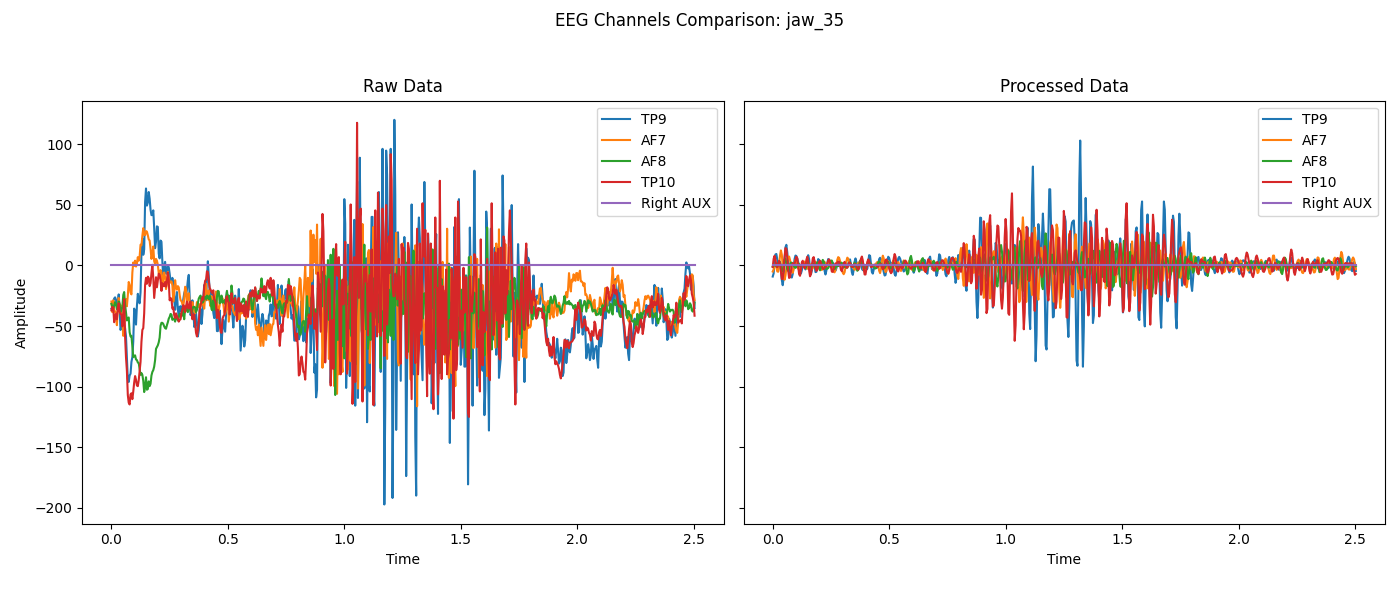 EEG Channels Comparison: jaw_35
Raw Data
Amplitude
100
50
0
−50
−100
−150
−200
0.0
0.5
1.0
1.5
2.0
2.5
Time
TP9
AF7
AF8
TP10
Right AUX
Processed Data
0.0
0.5
1.0
1.5
2.0
2.5
Time
TP9
AF7
AF8
TP10
Right AUX